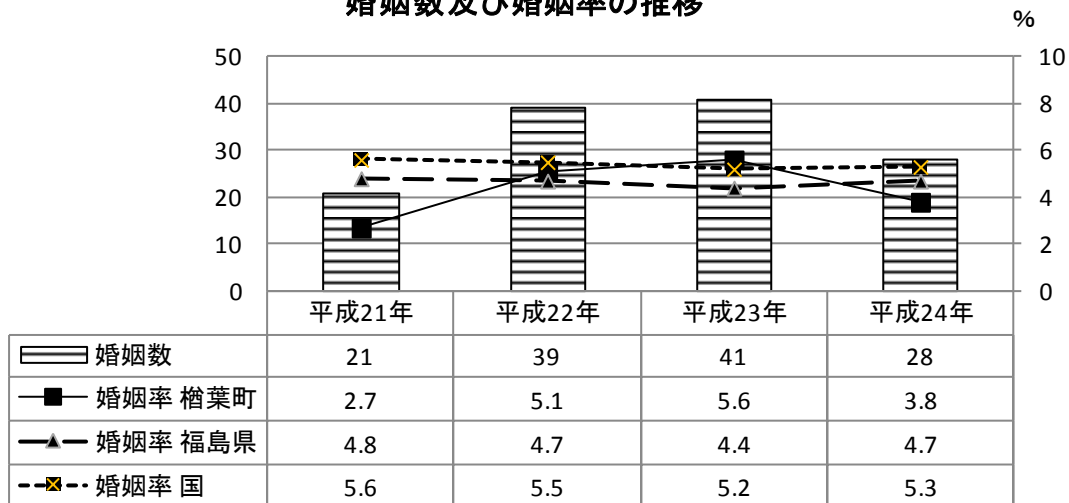 婚姻数及び婚姻率の推移
%
50 10
40 8
30 6
20 4
10 2
0 0
平成21年 平成22年 平成23年 平成24年
婚姻数 21 39 41 28
婚姻率 楢葉町 2.7 5.1 5.6 3.8
婚姻率 福島県 4.8 4.7 4.4 4.7
婚姻率 国 5.6 5.5 5.2 5.3